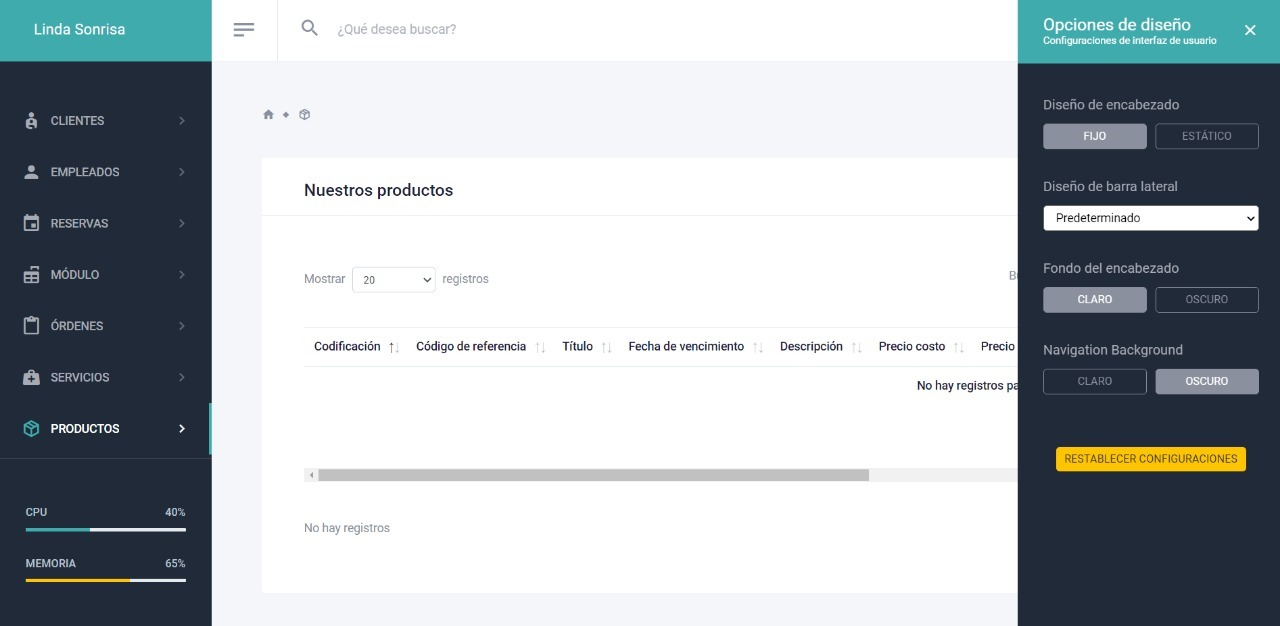 Linda Sonrisa
CLIENTES
EMPLEADOS
RESERVAS
MÓDULO
ÓRDENES
SERVICIOS
PRODUCTOS
CPU 40%
MEMORIA 65%
¿Qué desea buscar?
Nuestros productos
Mostrar 20 registros
Codificación Código de referencia Título Fecha de vencimiento Descripción Precio costo Precio
No hay registros
No hay registros
Opciones de diseño
Configuraciones de interfaz de usuario
Diseño de encabezado
FIJO ESTÁTICO
Diseño de barra lateral
Predeterminado
Fondo del encabezado
CLARO OSCURO
Navigation Background
CLARO OSCURO
RESTABLECER CONFIGURACIONES